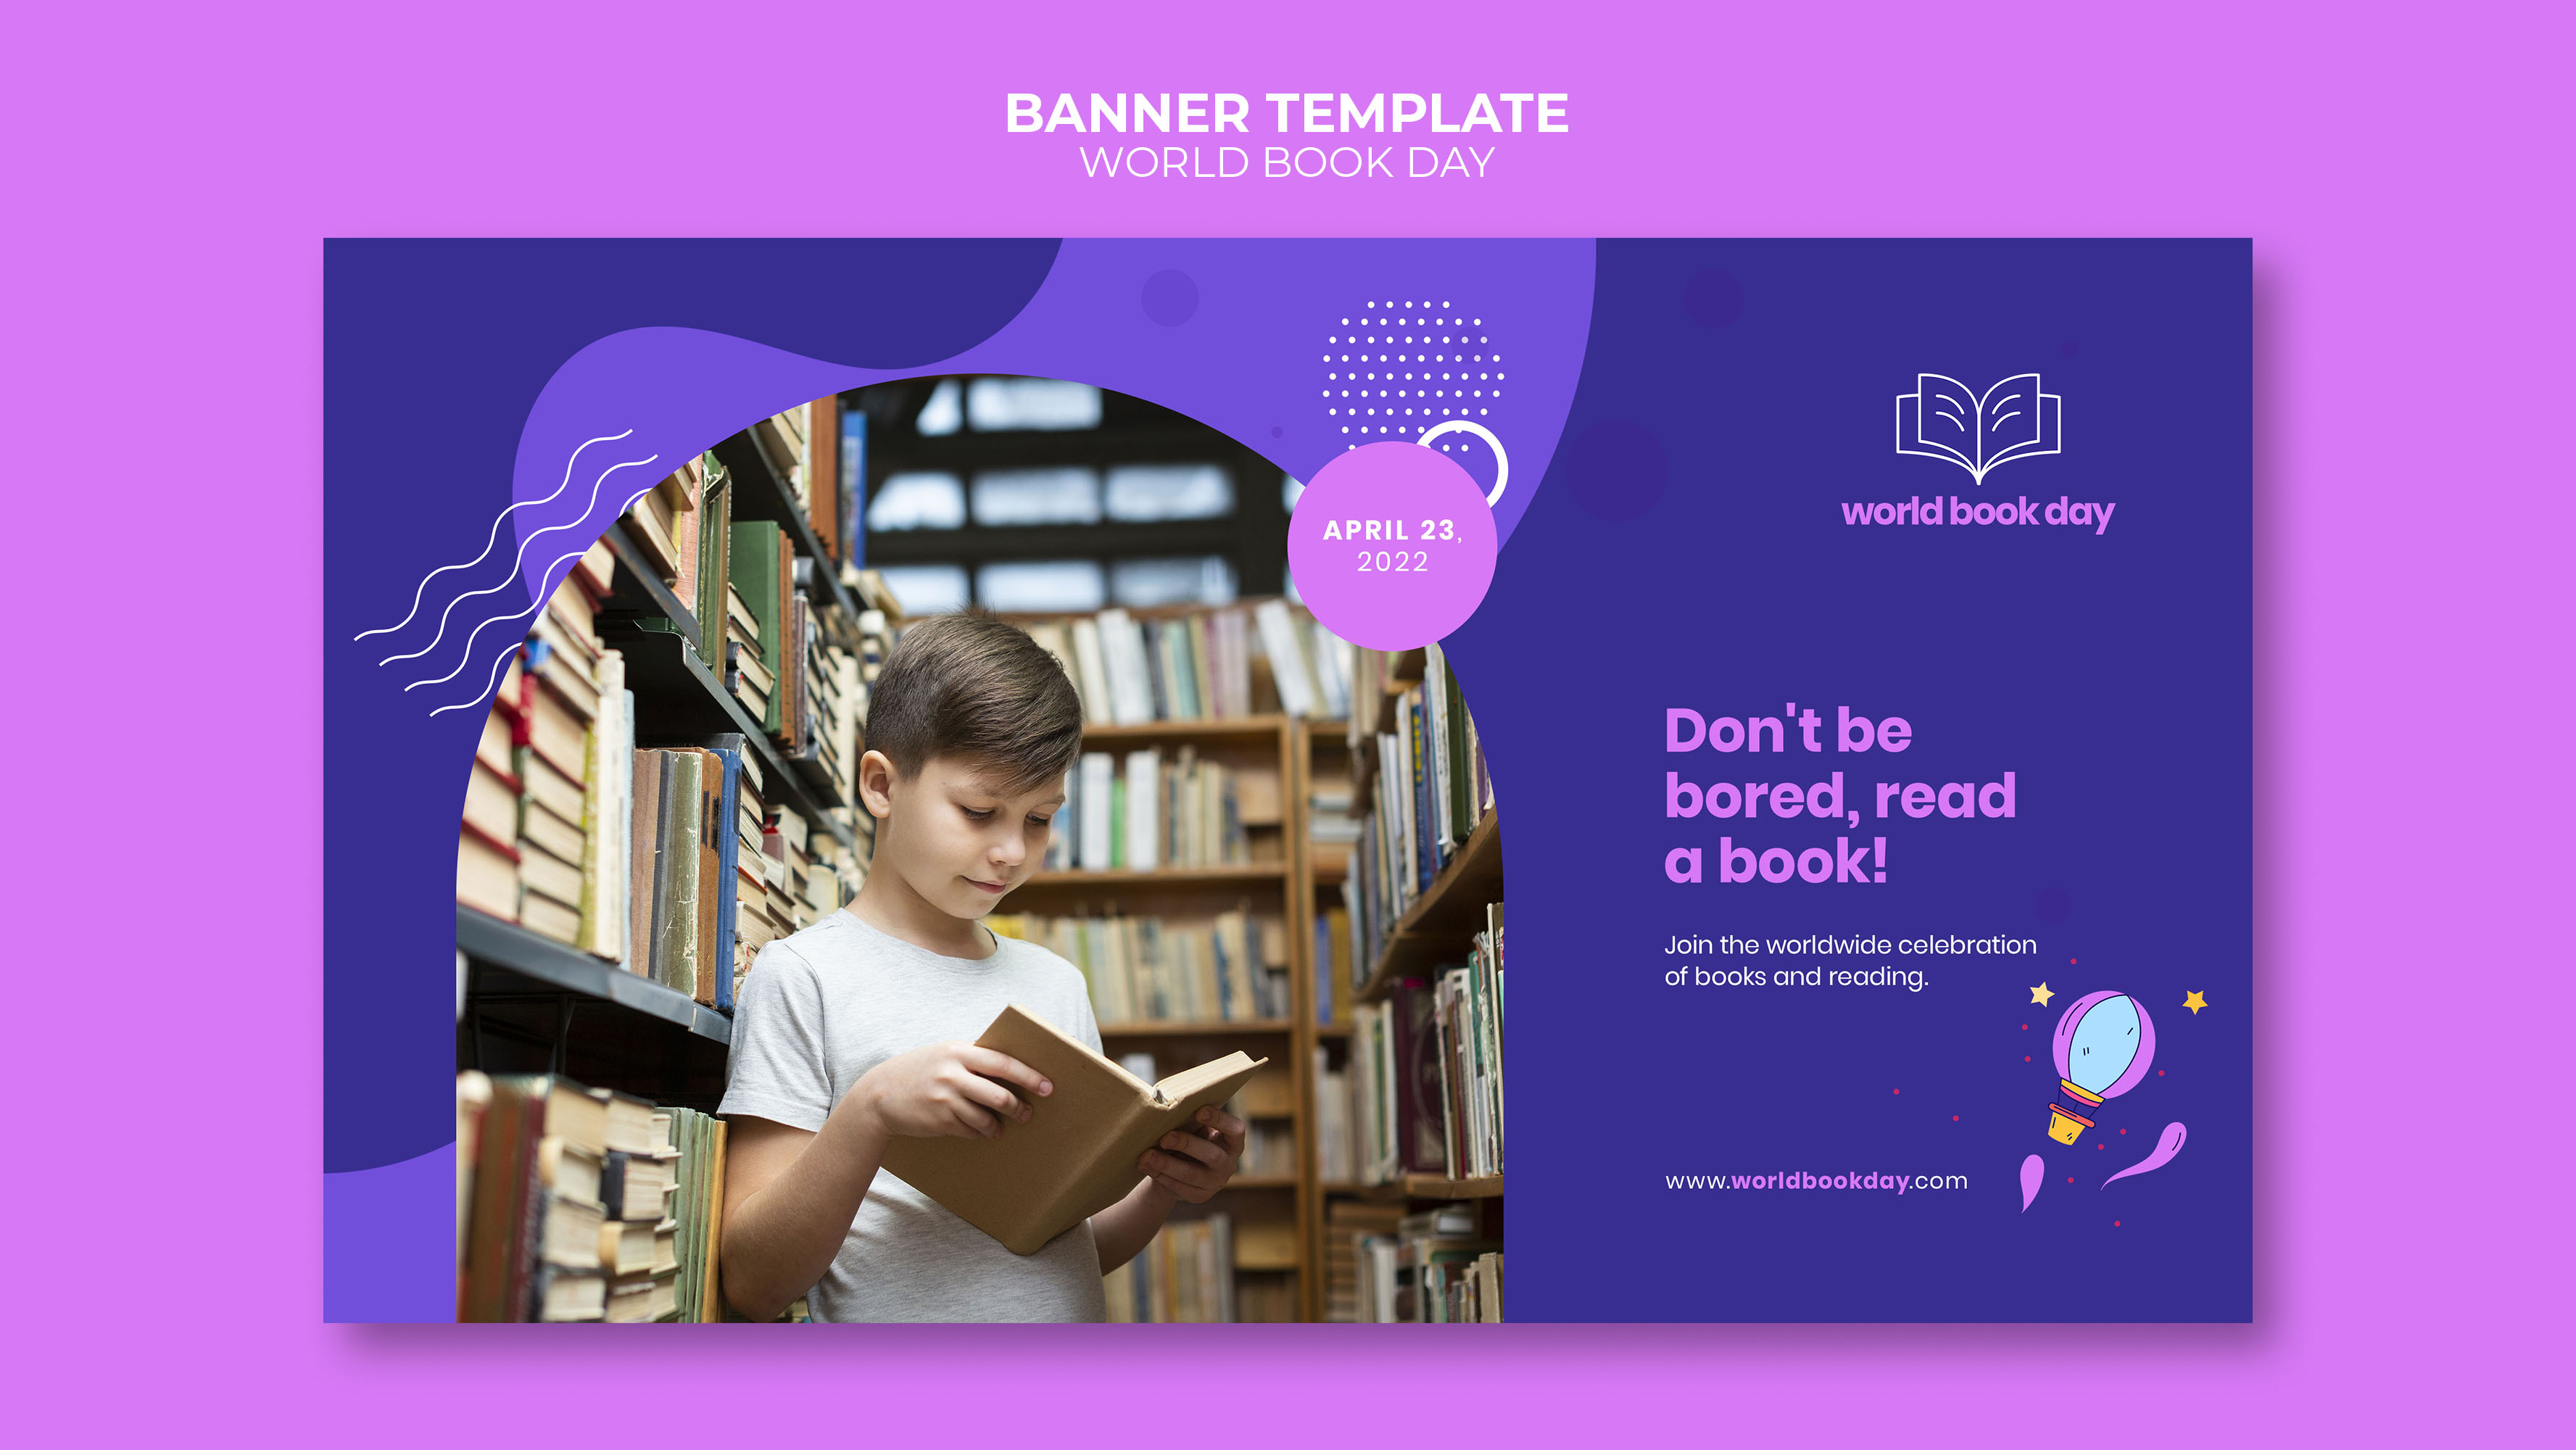 BANNER TEMPLATE
WORLD BOOK DAY
APRIL 23,
2022
world book day
Don't be
bored, read
a book!
Join the worldwide celebration
of books and reading.
www.worldbookday.com